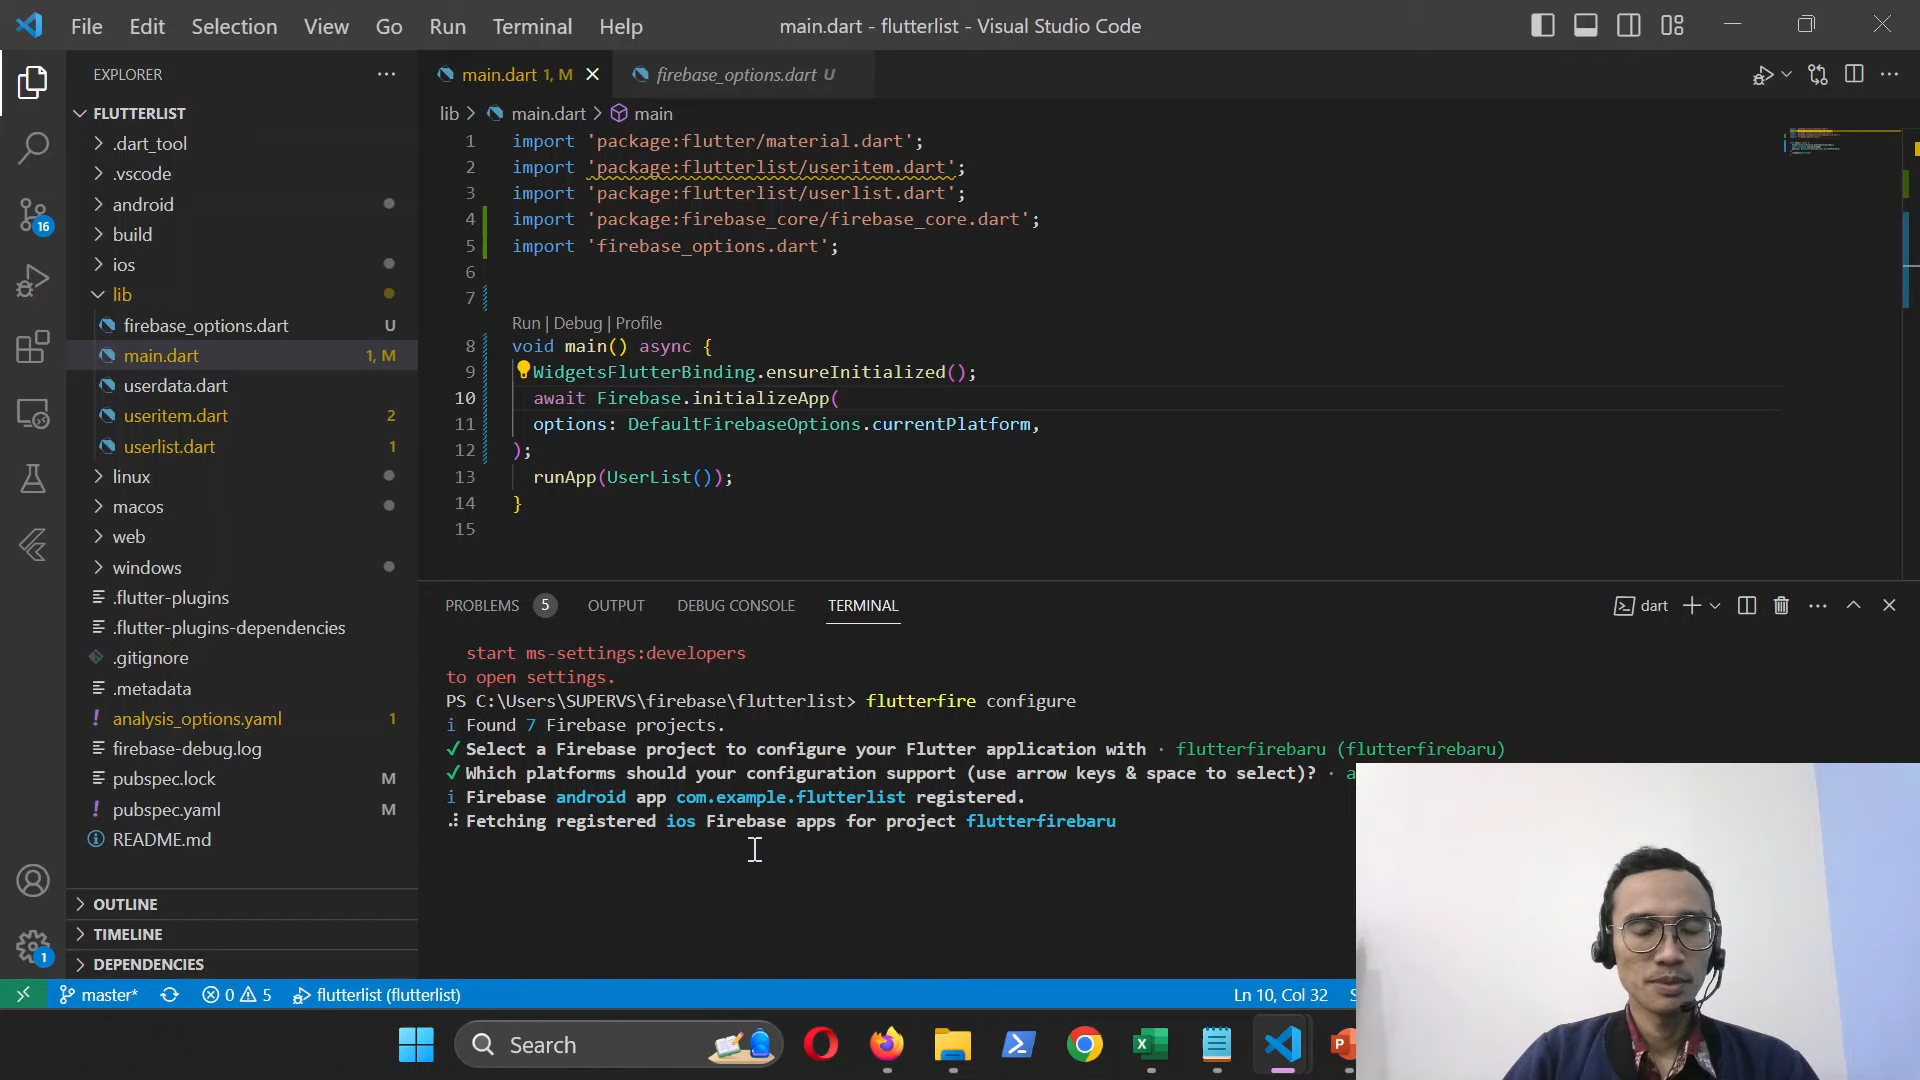 File Edit Selection View Go Run Terminal Help
main.dart - flutterlist - Visual Studio Code
EXPLORER
FLUTTERLIST
.dart_tool
.vscode
android
build
ios
lib
firebase_options.dart U
main.dart 1, M
userdata.dart
useritem.dart 2
userlist.dart 1
linux
macos
web
windows
.flutter-plugins
.flutter-plugins-dependencies
.gitignore
.metadata
! analysis_options.yaml 1
firebase-debug.log
pubspec.lock M
! pubspec.yaml M
README.md
OUTLINE
TIMELINE
DEPENDENCIES
16
1
main.dart 1, M
firebase_options.dart U
lib > main.dart > main
1 import 'package:flutter/material.dart';
2 import 'package:flutterlist/useritem.dart';
3 import 'package:flutterlist/userlist.dart';
4 import 'package:firebase_core/firebase_core.dart';
5 import 'firebase_options.dart';
6
7
Run | Debug | Profile
8 void main() async {
9 WidgetsFlutterBinding.ensureInitialized();
10 await Firebase.initializeApp(
11 options: DefaultFirebaseOptions.currentPlatform,
12 );
13 runApp(UserList());
14 }
15
PROBLEMS 5 OUTPUT DEBUG CONSOLE TERMINAL
dart
start ms-settings:developers
to open settings.
PS C:\Users\SUPERVS\firebase\flutterlist> flutterfire configure
i Found 7 Firebase projects.
✓ Select a Firebase project to configure your Flutter application with · flutterfirebaru (flutterfirebaru)
✓ Which platforms should your configuration support (use arrow keys & space to select)? · a
i Firebase android app com.example.flutterlist registered.
Fetching registered ios Firebase apps for project flutterfirebaru
master* 0 5 flutterlist (flutterlist)
Ln 10, Col 32
Search